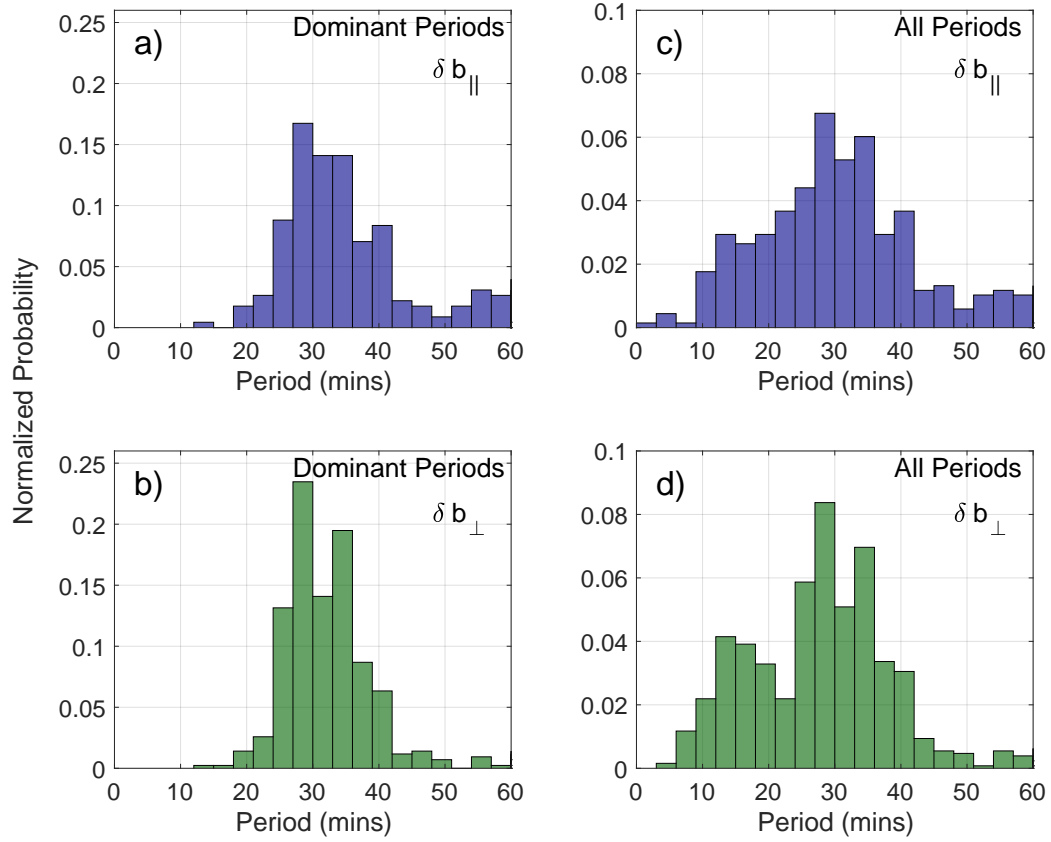 Normalized Probability
a)
Dominant Periods
δ b||
0.25
0.2
0.15
0.1
0.05
0
0 10 20 30 40 50 60
Period (mins)
c)
All Periods
δ b||
0.1
0.08
0.06
0.04
0.02
0
0 10 20 30 40 50 60
Period (mins)
b)
Dominant Periods
δ b⊥
0.25
0.2
0.15
0.1
0.05
0
0 10 20 30 40 50 60
Period (mins)
d)
All Periods
δ b⊥
0.1
0.08
0.06
0.04
0.02
0
0 10 20 30 40 50 60
Period (mins)